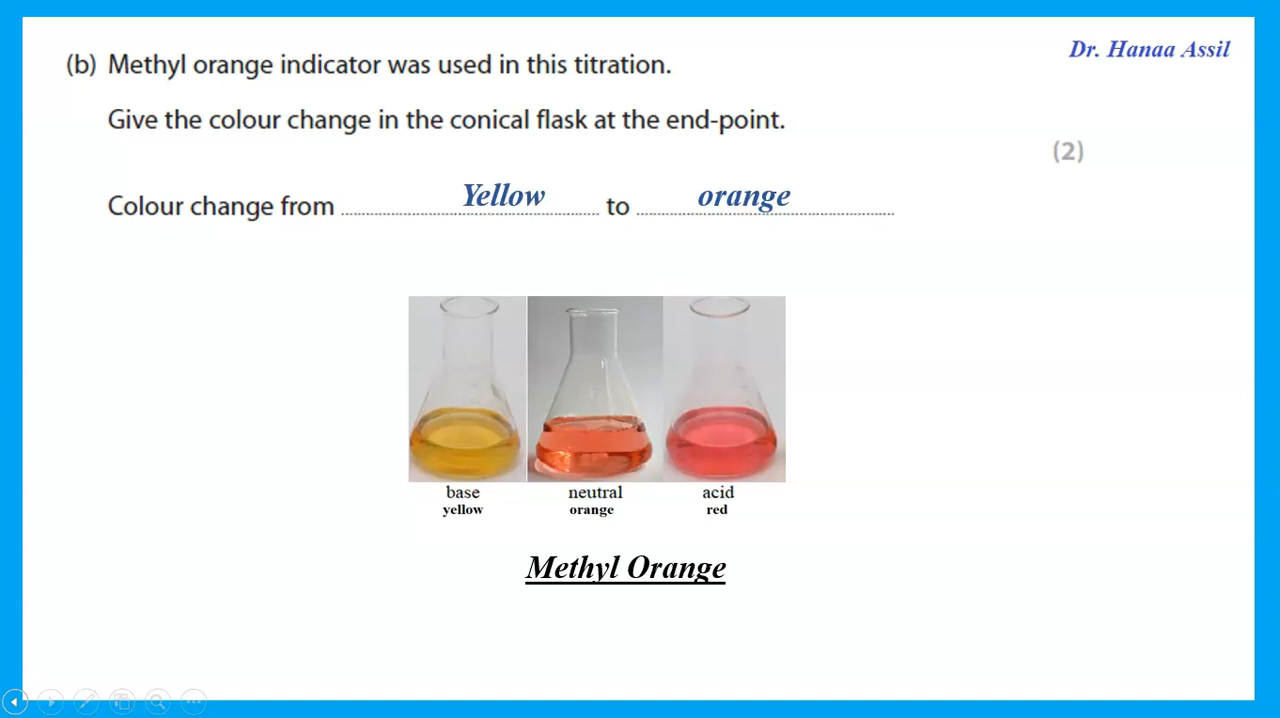 Dr. Hanaa Assil
(b) Methyl orange indicator was used in this titration.
Give the colour change in the conical flask at the end-point.
(2)
Colour change from Yellow to orange
base neutral acid
yellow orange red
Methyl Orange